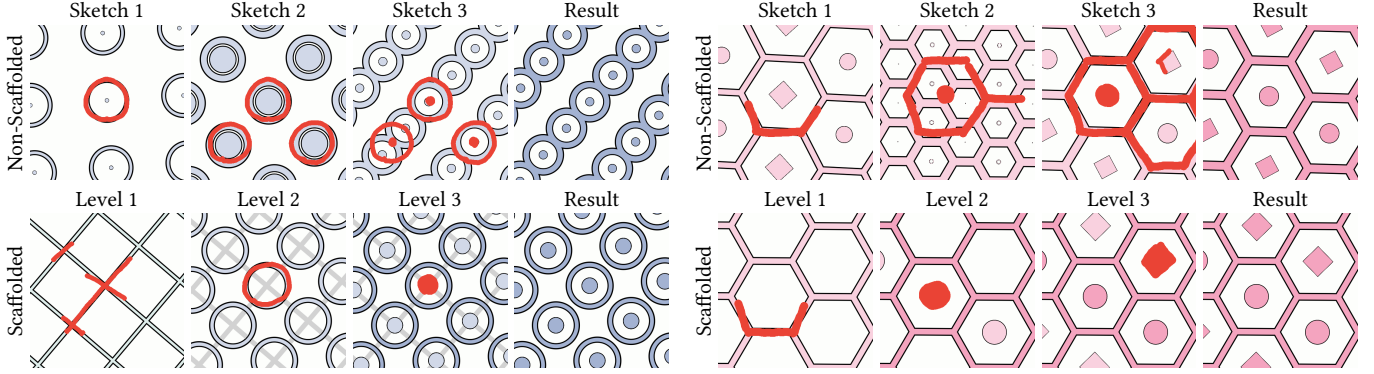 Sketch 1 Sketch 2 Sketch 3 Result Sketch 1 Sketch 2 Sketch 3 Result
Non-Scaffolded Non-Scaffolded
Level 1 Level 2 Level 3 Result Level 1 Level 2 Level 3 Result
Scaffolded Scaffolded